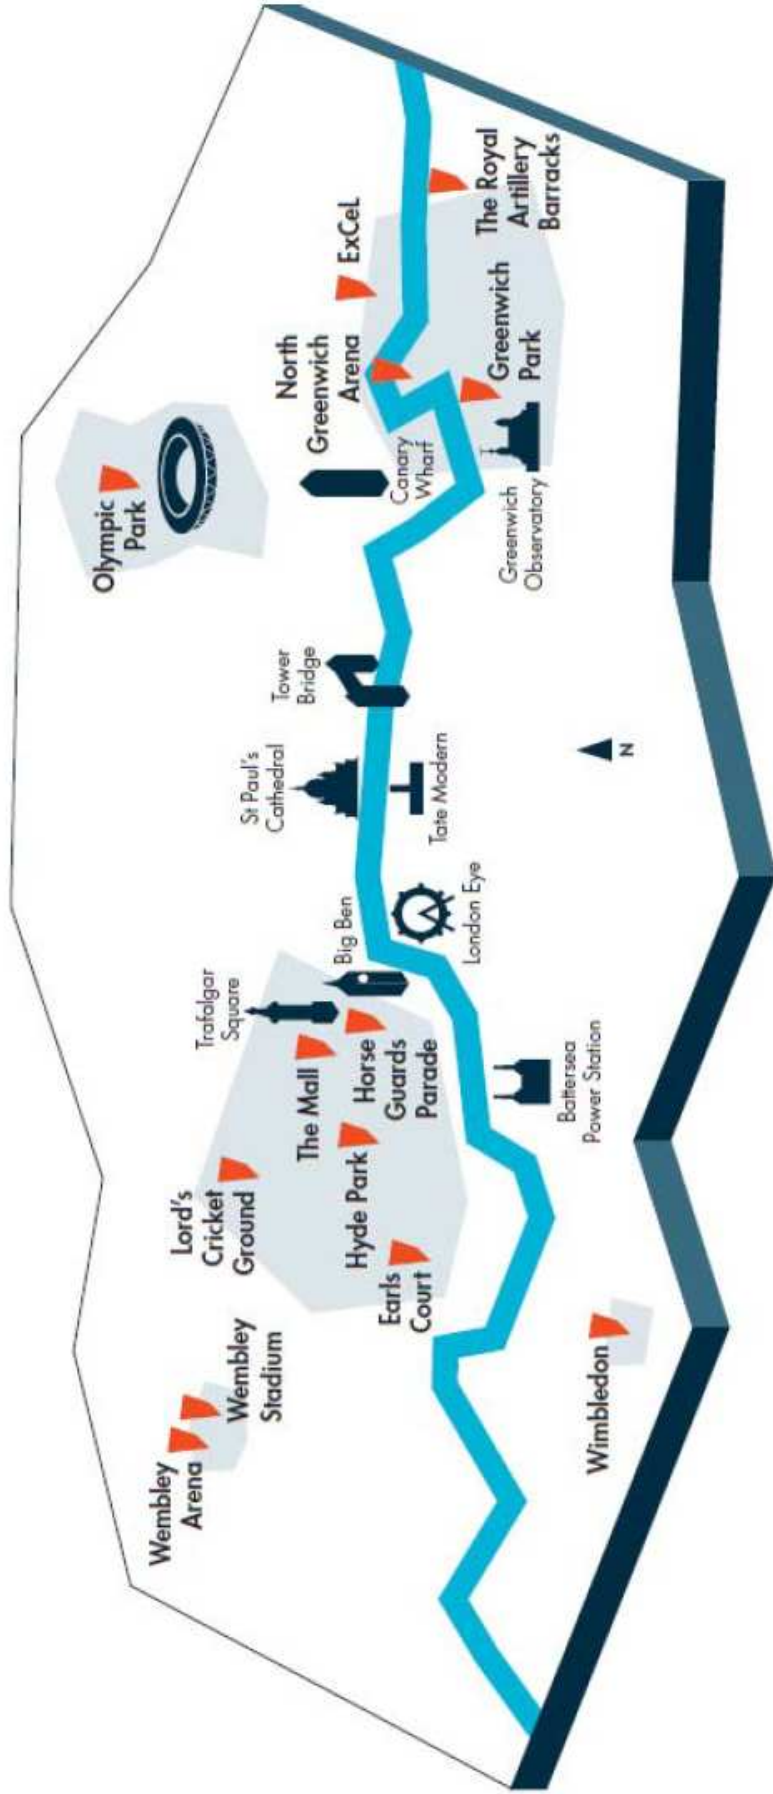 Wembley
Arena
Wembley
Stadium
Lord's
Cricket
Ground
Trafalgar
Square
The Mall
Horse
Guards
Parade
Hyde Park
Earls
Court
Big Ben
London Eye
Battersea
Power Station
Wimbledon
St Paul's
Cathedral
Tate Modern
Tower
Bridge
N
Olympic
Park
Canary
Wharf
North
Greenwich
Arena
ExCeL
Greenwich
Observatory
Greenwich
Park
The Royal
Artillery
Barracks